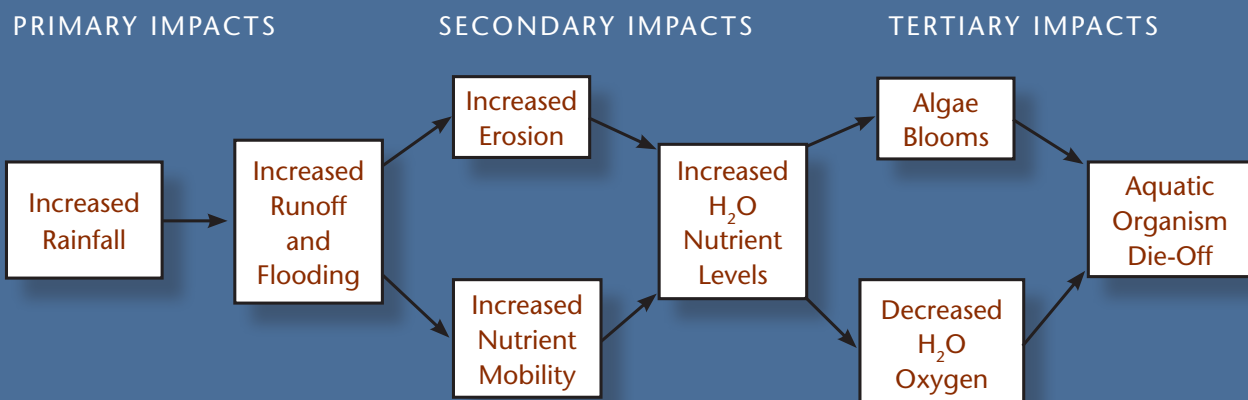 PRIMARY IMPACTS
SECONDARY IMPACTS
TERTIARY IMPACTS
Increased
Rainfall
Increased
Runoff
and
Flooding
Increased
Erosion
Increased
Nutrient
Mobility
Increased
H₂O
Nutrient
Levels
Algae
Blooms
Decreased
H₂O
Oxygen
Aquatic
Organism
Die-Off